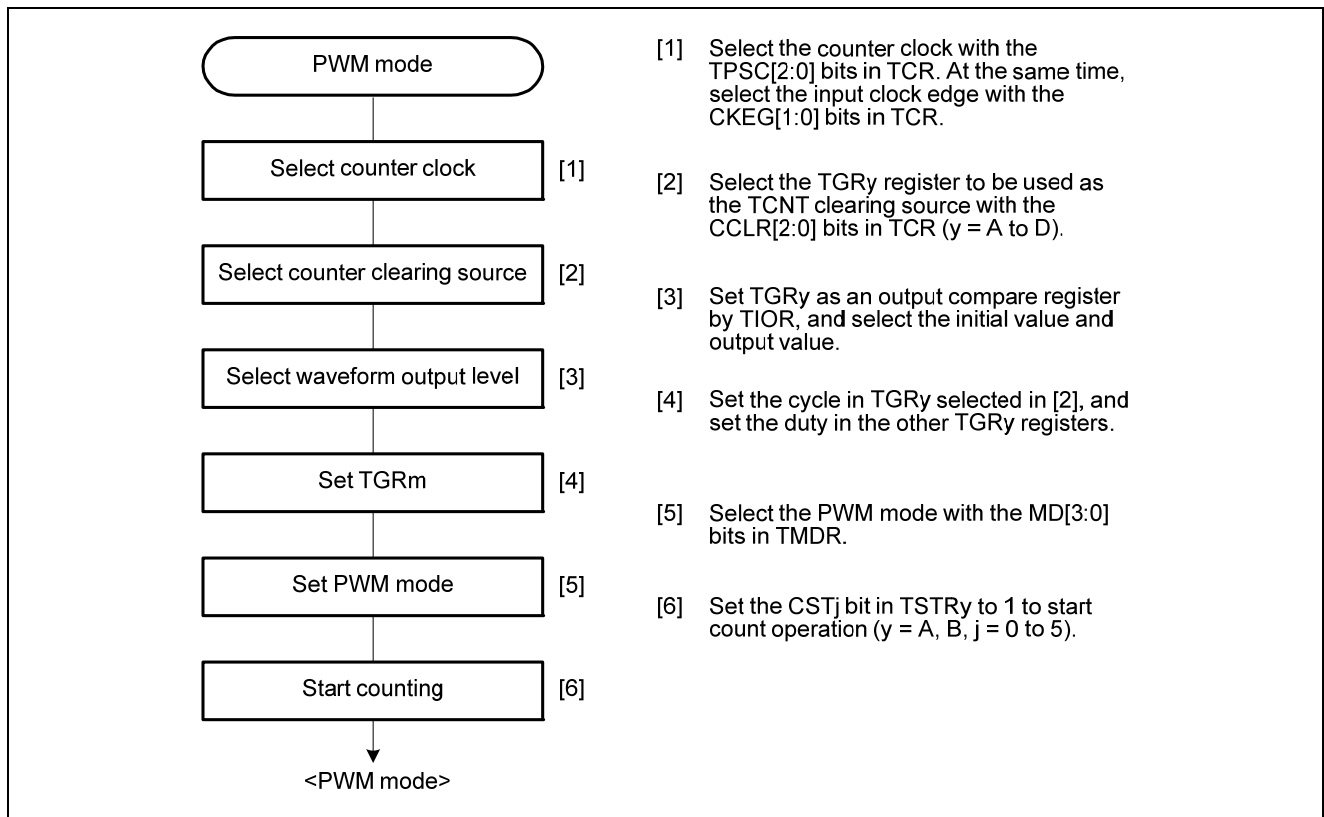 PWM mode
Select counter clock [1]
Select counter clearing source [2]
Select waveform output level [3]
Set TGRm [4]
Set PWM mode [5]
Start counting [6]
<PWM mode>
[1] Select the counter clock with the
TPSC[2:0] bits in TCR. At the same time,
select the input clock edge with the
CKEG[1:0] bits in TCR.
[2] Select the TGRy register to be used as
the TCNT clearing source with the
CCLR[2:0] bits in TCR (y = A to D).
[3] Set TGRy as an output compare register
by TIOR, and select the initial value and
output value.
[4] Set the cycle in TGRy selected in [2], and
set the duty in the other TGRy registers.
[5] Select the PWM mode with the MD[3:0]
bits in TMDR.
[6] Set the CSTj bit in TSTRy to 1 to start
count operation (y = A, B, j = 0 to 5).